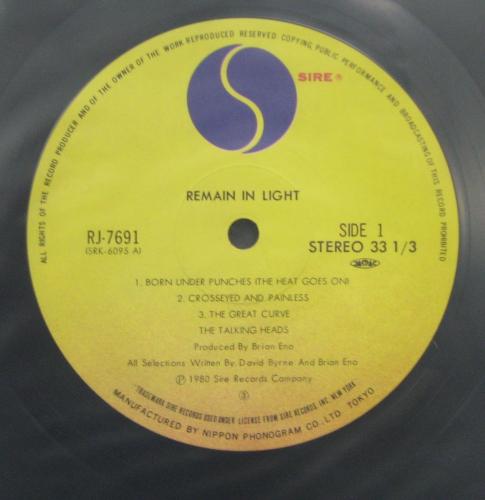 ALL RIGHTS OF THE RECORD PRODUCER AND OF THE OWNER OF THE WORK REPRODUCED RESERVED COPYING, PUBLIC PERFORMANCE AND BROADCASTING OF THIS RECORD PROHIBITED
SIRE®
REMAIN IN LIGHT
RJ-7691
(SRK-6095 A)
SIDE 1
STEREO 33 1/3
JASRAC
1. BORN UNDER PUNCHES (THE HEAT GOES ON)
2. CROSSEYED AND PAINLESS
3. THE GREAT CURVE
THE TALKING HEADS
Produced By Brian Eno
All Selections Written By David Byrne And Brian Eno
Ⓟ 1980 Sire Records Company
TRADEMARK SIRE RECORDS USED UNDER LICENSE FROM SIRE RECORDS, INC. NEW YORK
MANUFACTURED BY NIPPON PHONOGRAM CO., LTD. TOKYO